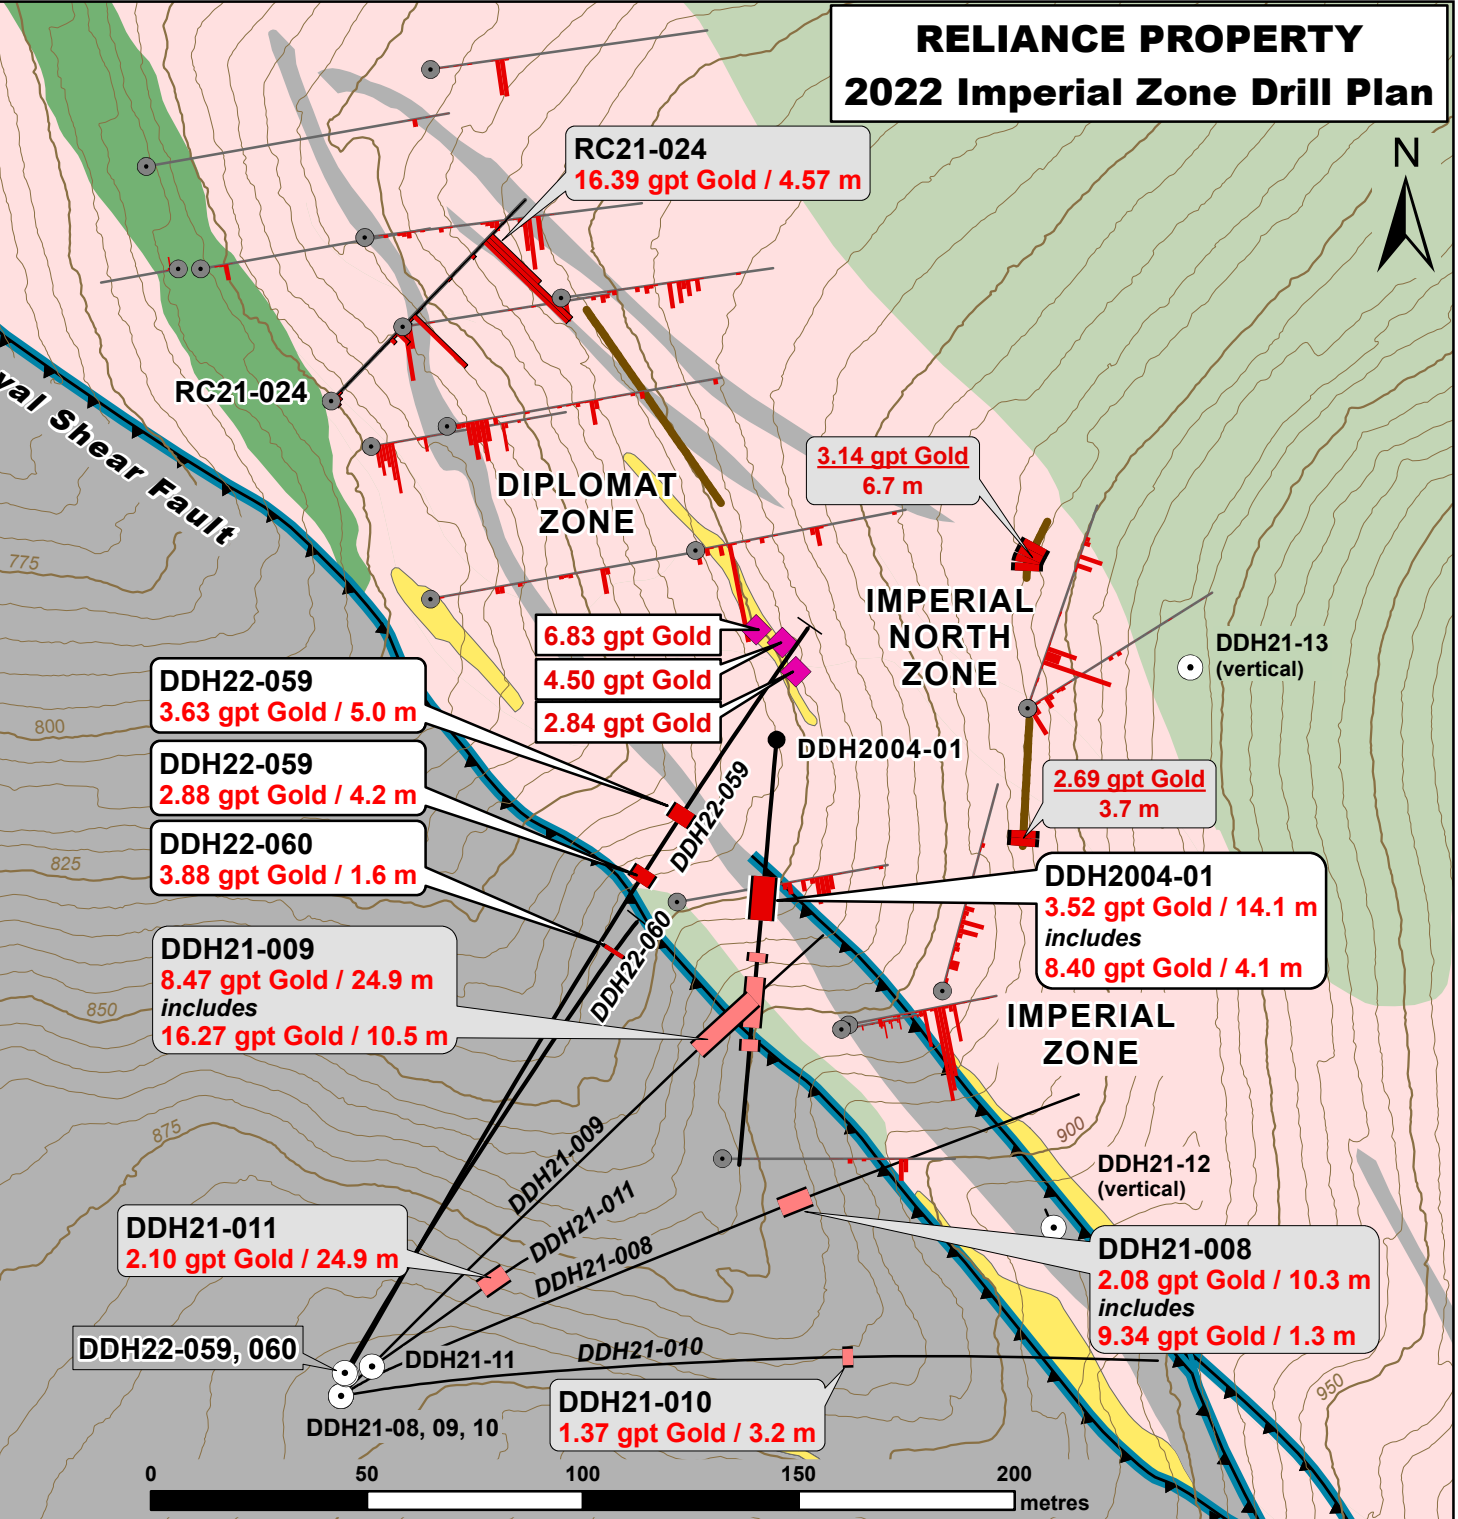 RELIANCE PROPERTY
2022 Imperial Zone Drill Plan
N
RC21-024
16.39 gpt Gold / 4.57 m
RC21-024
val Shear Fault
DIPLOMAT
ZONE
3.14 gpt Gold
6.7 m
775
IMPERIAL
NORTH
ZONE
6.83 gpt Gold
4.50 gpt Gold
2.84 gpt Gold
DDH21-13
(vertical)
DDH22-059
3.63 gpt Gold / 5.0 m
800
DDH2004-01
DDH22-059
2.88 gpt Gold / 4.2 m
DDH22-059
2.69 gpt Gold
3.7 m
DDH22-060
3.88 gpt Gold / 1.6 m
825
DDH2004-01
3.52 gpt Gold / 14.1 m
includes
8.40 gpt Gold / 4.1 m
DDH22-060
DDH21-009
8.47 gpt Gold / 24.9 m
includes
16.27 gpt Gold / 10.5 m
850
IMPERIAL
ZONE
875
900
DDH21-009
DDH21-12
(vertical)
DDH21-011
2.10 gpt Gold / 24.9 m
DDH21-011
DDH21-008
DDH21-008
2.08 gpt Gold / 10.3 m
includes
9.34 gpt Gold / 1.3 m
DDH22-059, 060
DDH21-11
DDH21-010
950
DDH21-010
1.37 gpt Gold / 3.2 m
DDH21-08, 09, 10
0 50 100 150 200
metres